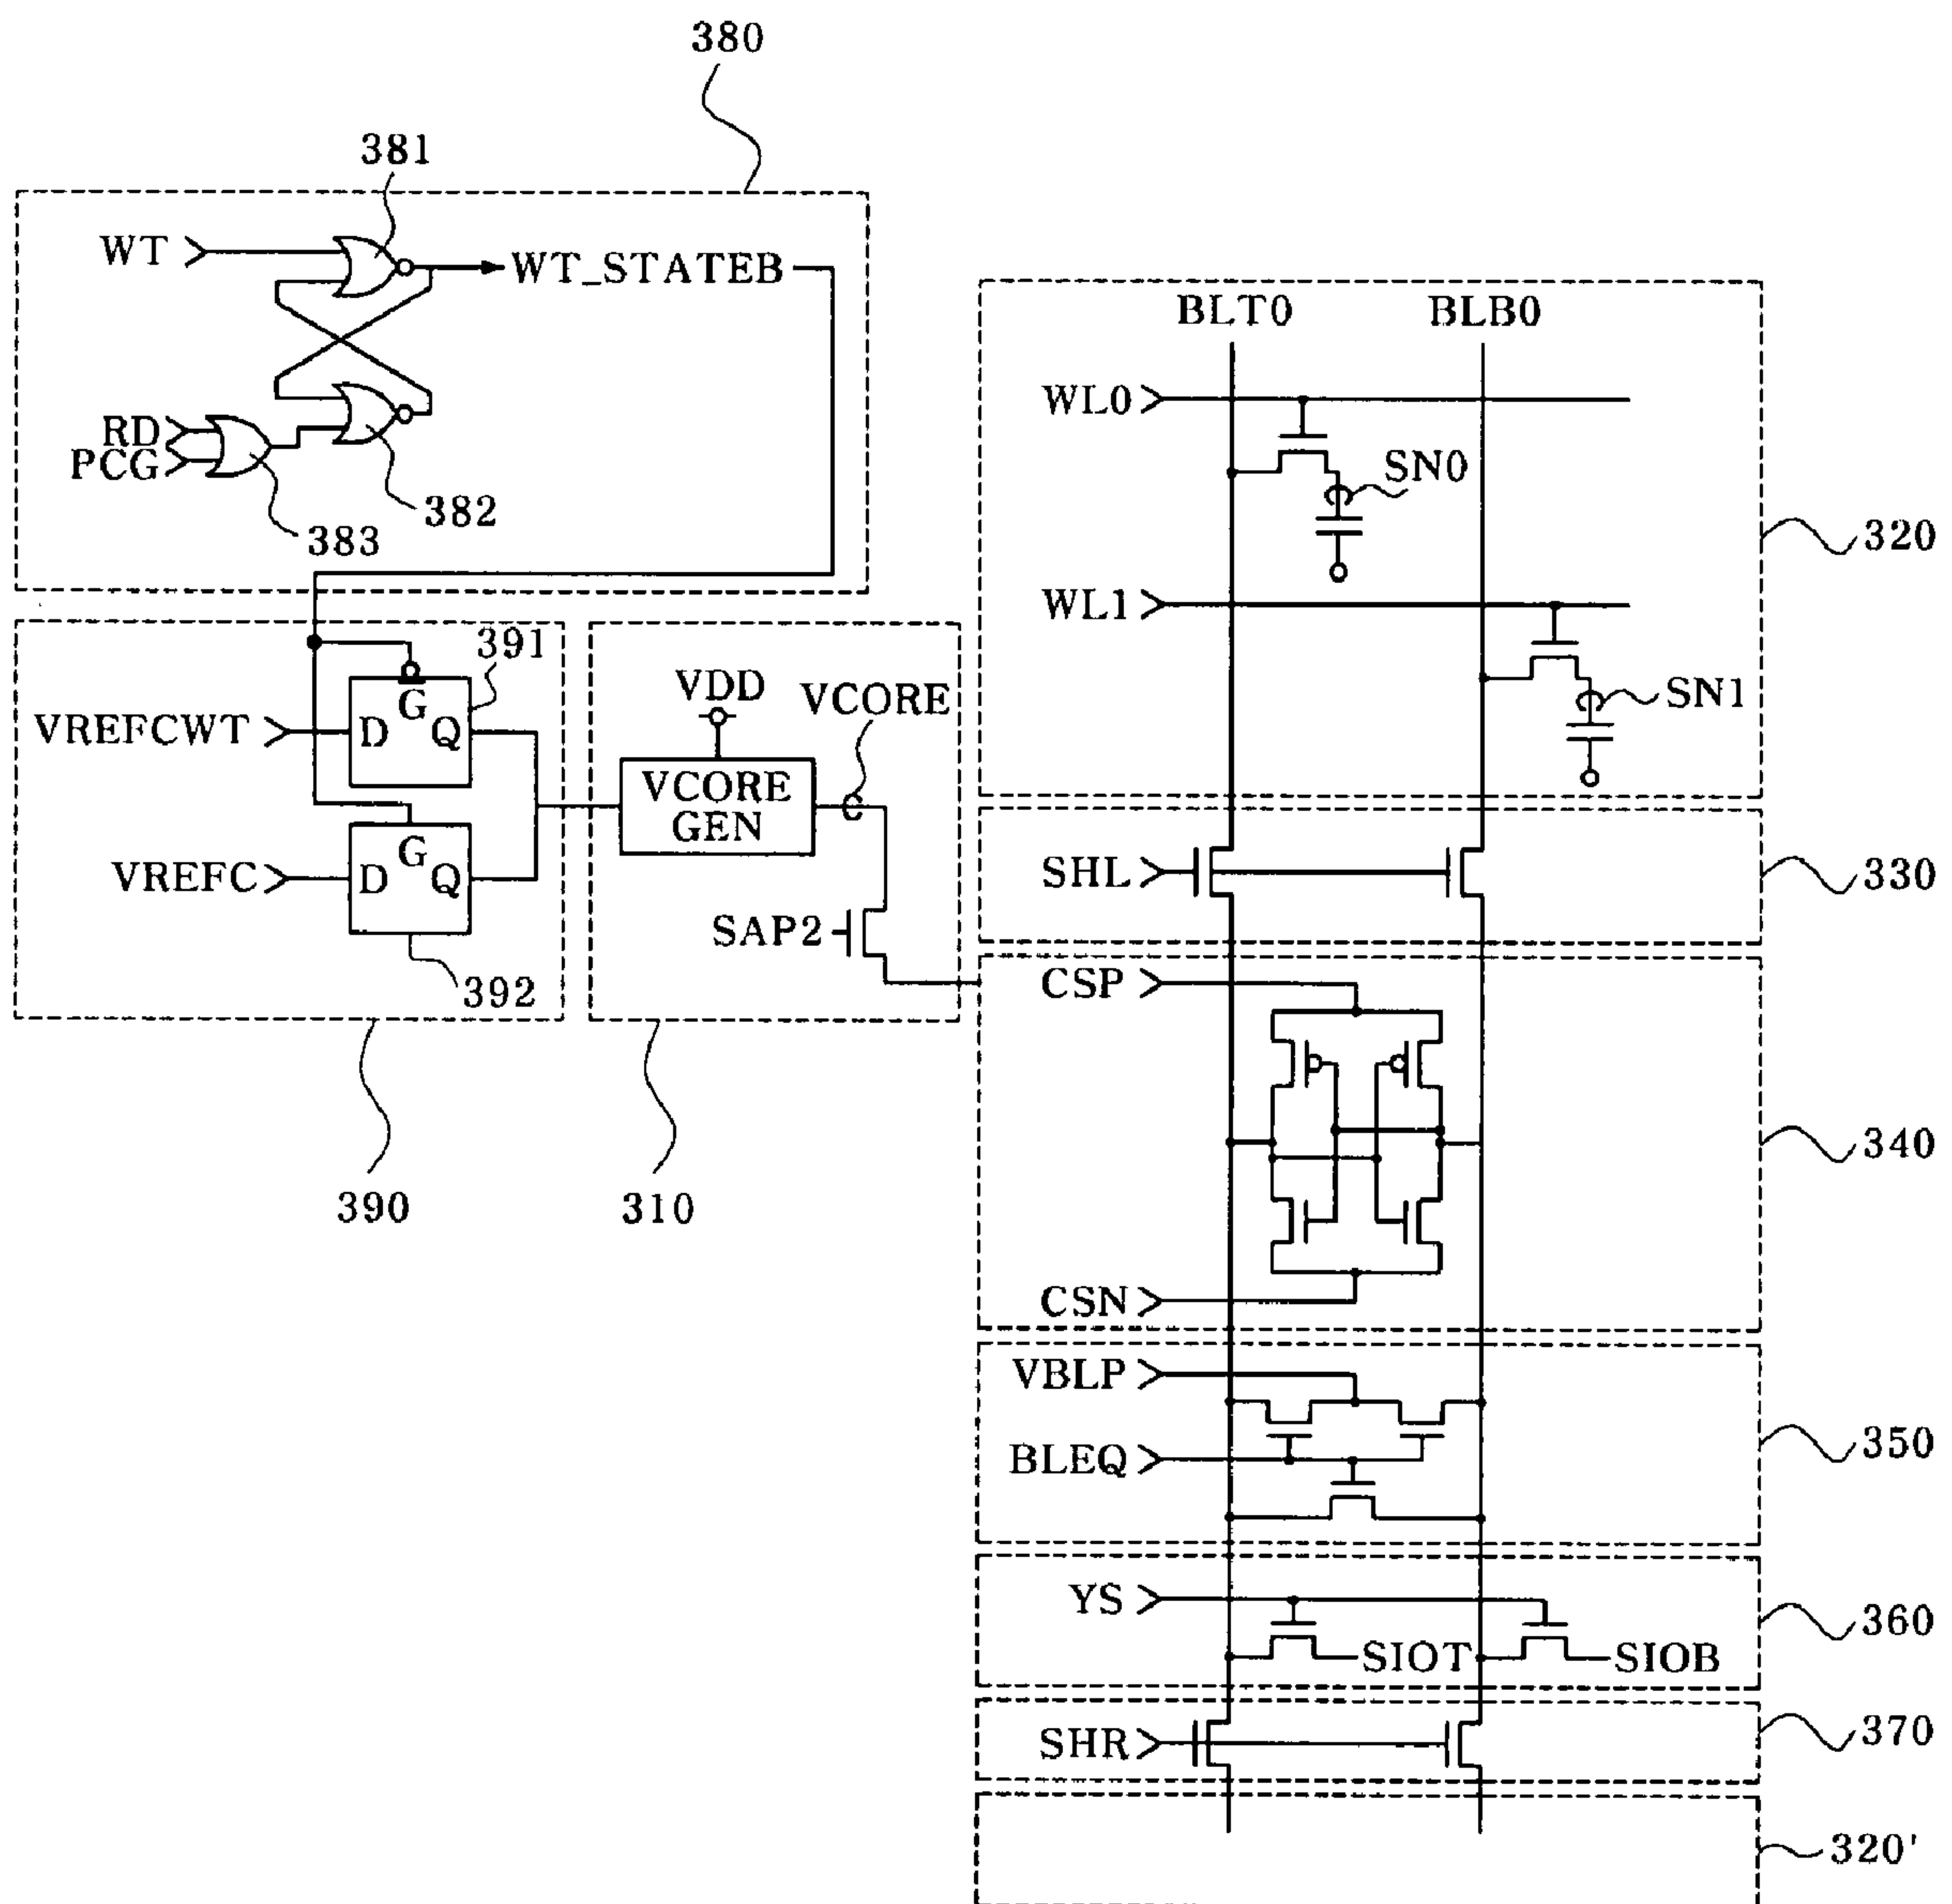 380
381
WT
WT_STATEB
RD
PCG
382
383
BLT0
BLB0
WL0
SN0
320
WL1
SN1
391
G
VREFCWT
D
Q
VDD
VCORE
VCORE
GEN
G
VREFC
D
Q
392
SAP2
390
310
SHL
330
CSP
340
CSN
VBLP
BLEQ
350
YS
SIOT
SIOB
360
SHR
370
320'